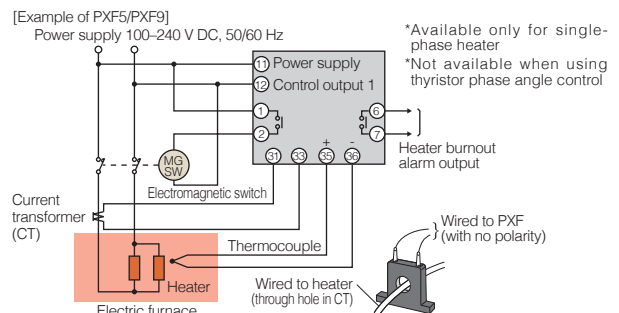 [Example of PXF5/PXF9]
Power supply 100–240 V DC, 50/60 Hz
*Available only for single-
phase heater
*Not available when using
thyristor phase angle control
11 Power supply
12 Control output 1
1
2
6
7
31
33
+
35
-
36
Heater burnout
alarm output
MG
SW
Electromagnetic switch
Current
transformer
(CT)
Thermocouple
Heater
Electric furnace
Wired to PXF
(with no polarity)
Wired to heater
(through hole in CT)